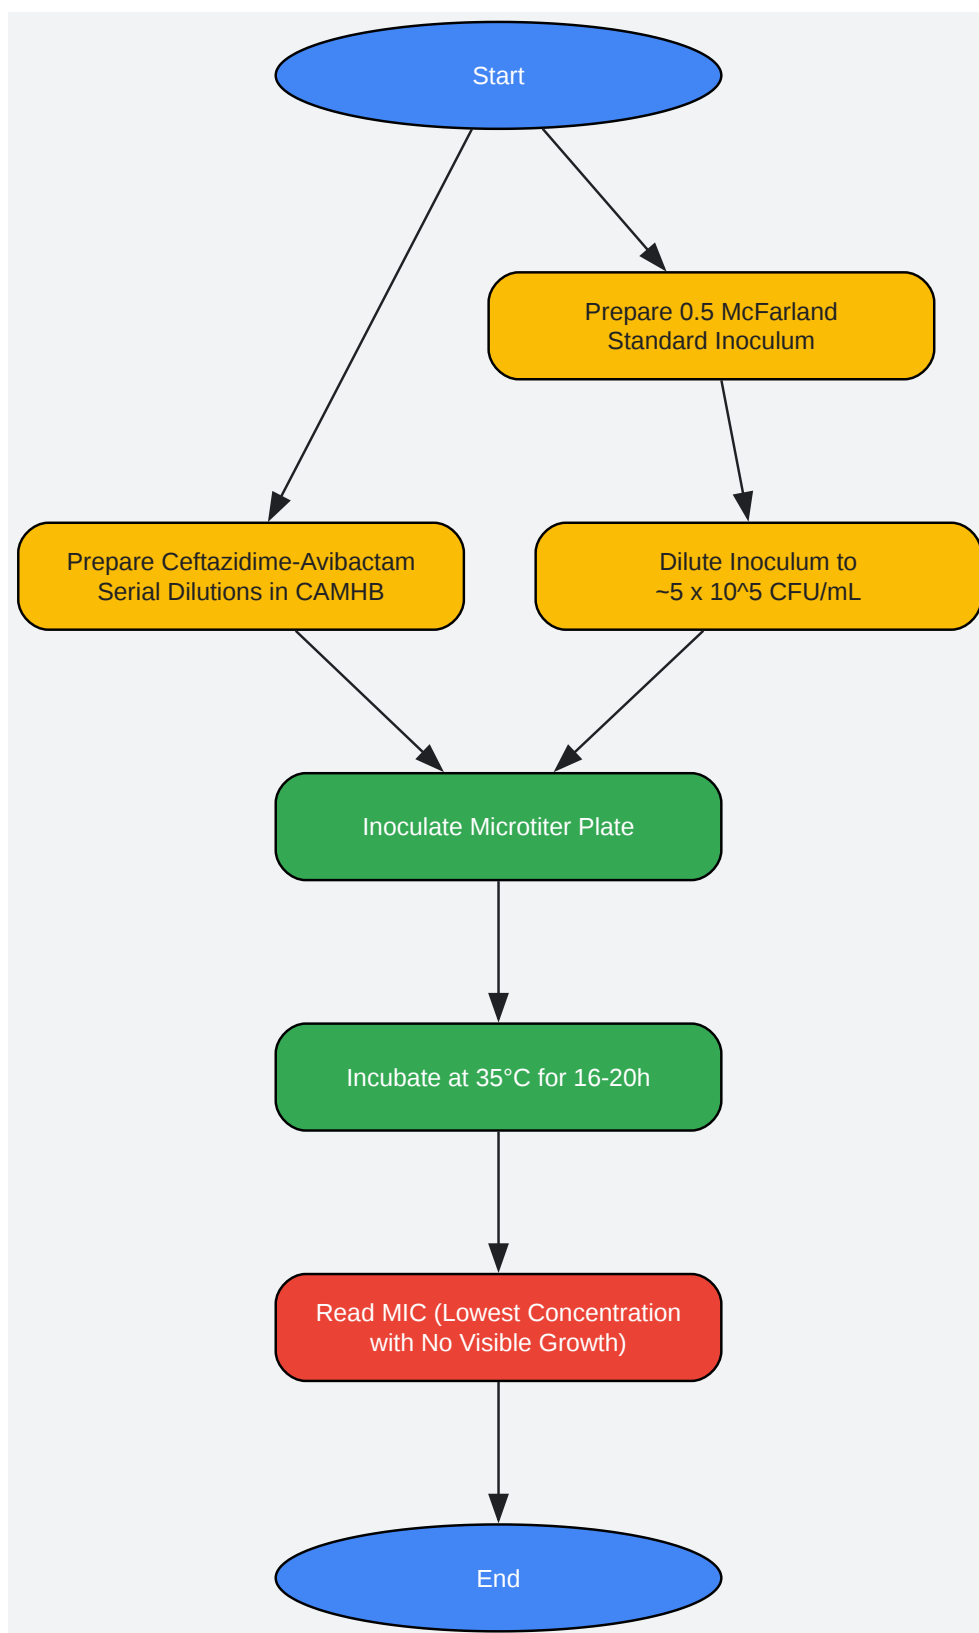 Start
Prepare 0.5 McFarland
Standard Inoculum
Prepare Ceftazidime-Avibactam
Serial Dilutions in CAMHB
Dilute Inoculum to
~5 x 10^5 CFU/mL
Inoculate Microtiter Plate
Incubate at 35°C for 16-20h
Read MIC (Lowest Concentration
with No Visible Growth)
End